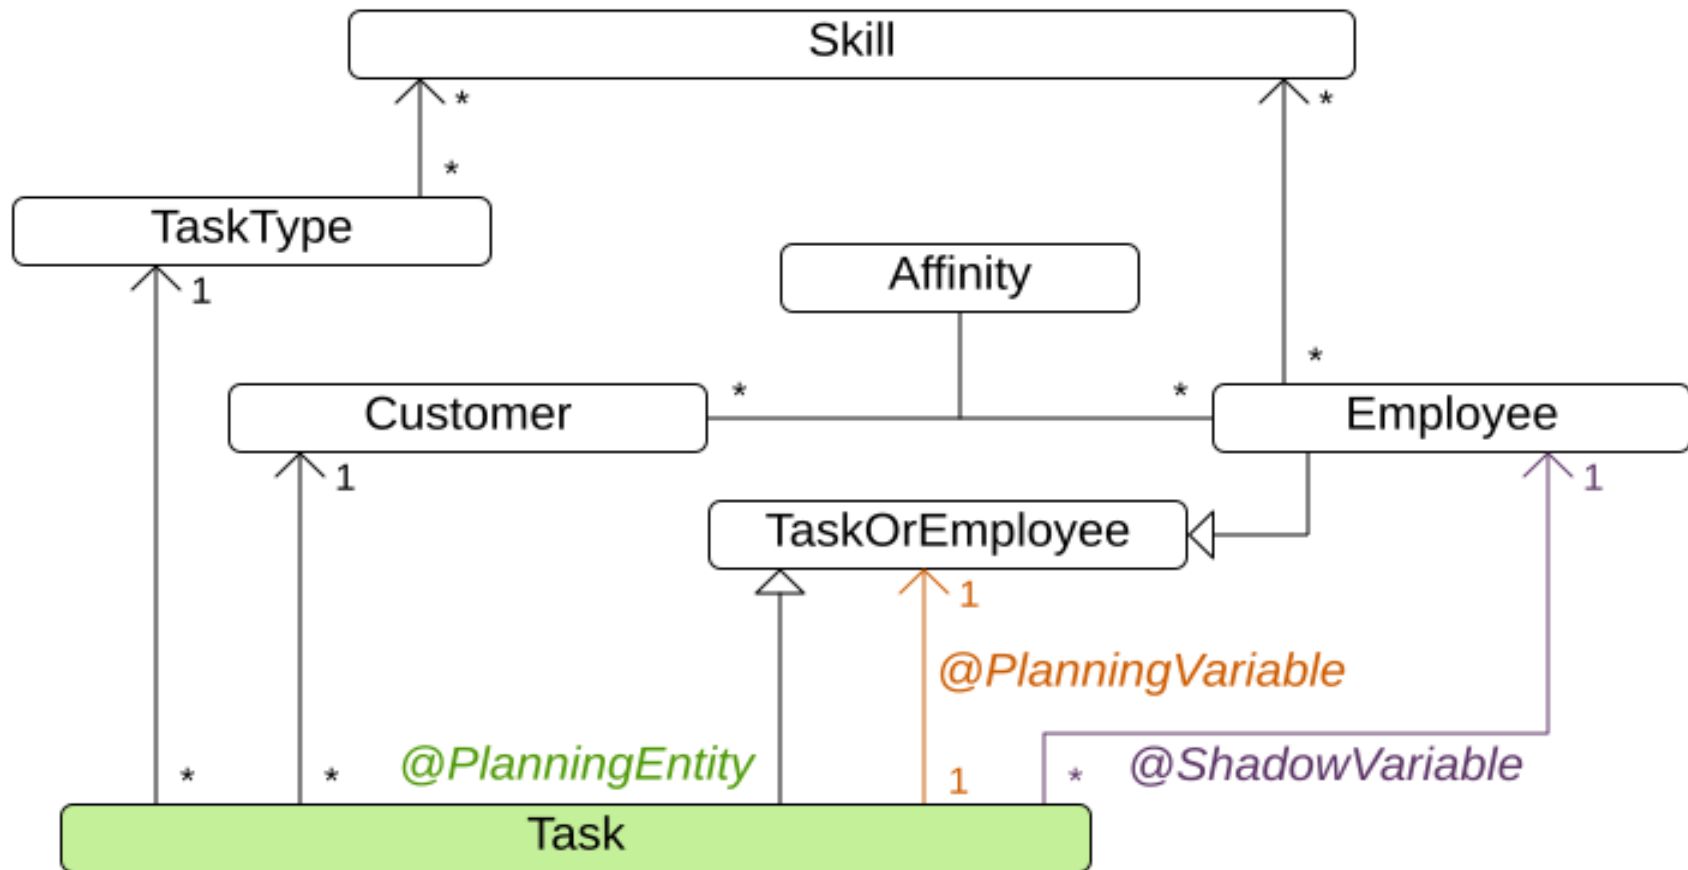 Skill
*
*
*
TaskType
1
Affinity
*
*
*
*
Customer
Employee
1
1
TaskOrEmployee
1
@PlanningVariable
@PlanningEntity
@ShadowVariable
*
*
1
*
Task